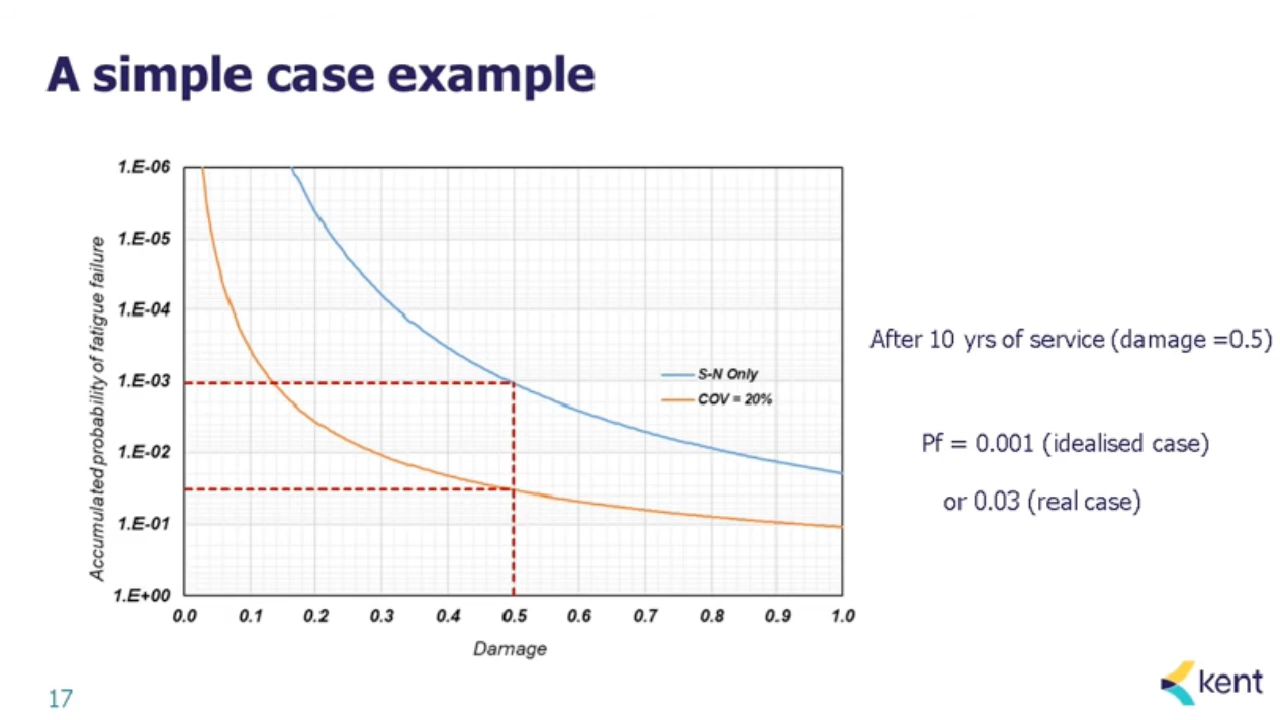 A simple case example
Accumulated probability of fatigue failure
1.E-06
1.E-05
1.E-04
1.E-03
1.E-02
1.E-01
1.E+00
S-N Only
COV = 20%
0.0 0.1 0.2 0.3 0.4 0.5 0.6 0.7 0.8 0.9 1.0
Damage
After 10 yrs of service (damage =0.5)
Pf = 0.001 (idealised case)
or 0.03 (real case)
17
kent